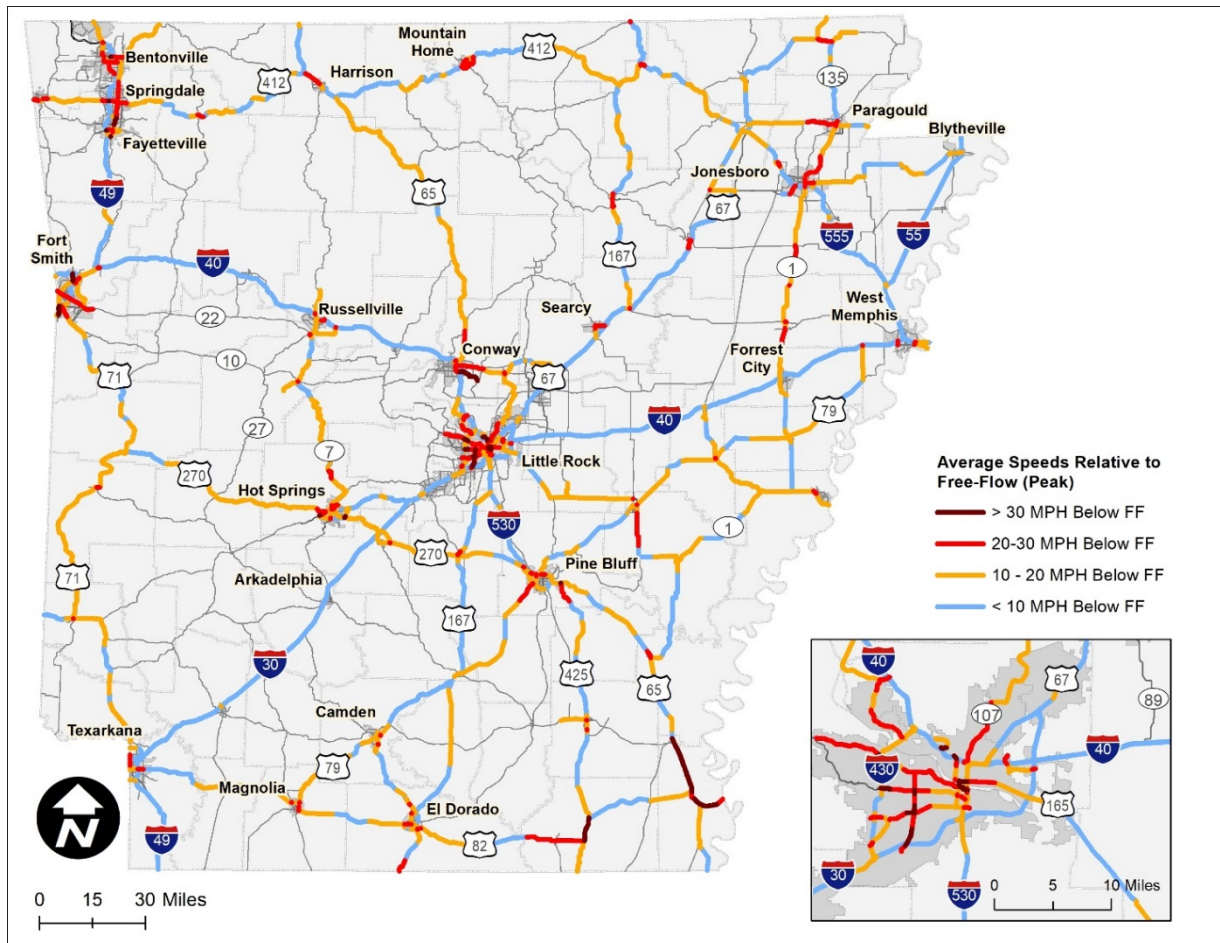 Mountain
Home
412
Bentonville
Harrison
412
135
Springdale
Paragould
Blytheville
Fayetteville
Jonesboro
49
65
67
Fort
Smith
40
167
555
55
1
22
Russellville
Searcy
West
Memphis
10
Conway
Forrest
City
71
67
79
27
40
7
Little Rock
270
Hot Springs
530
1
270
71
Arkadelphia
Pine Bluff
167
30
425
65
Camden
Texarkana
79
Magnolia
El Dorado
82
49
N
0 15 30 Miles
Average Speeds Relative to
Free-Flow (Peak)
> 30 MPH Below FF
20-30 MPH Below FF
10 - 20 MPH Below FF
< 10 MPH Below FF
40
67
89
107
40
430
165
30
530
0 5 10 Miles